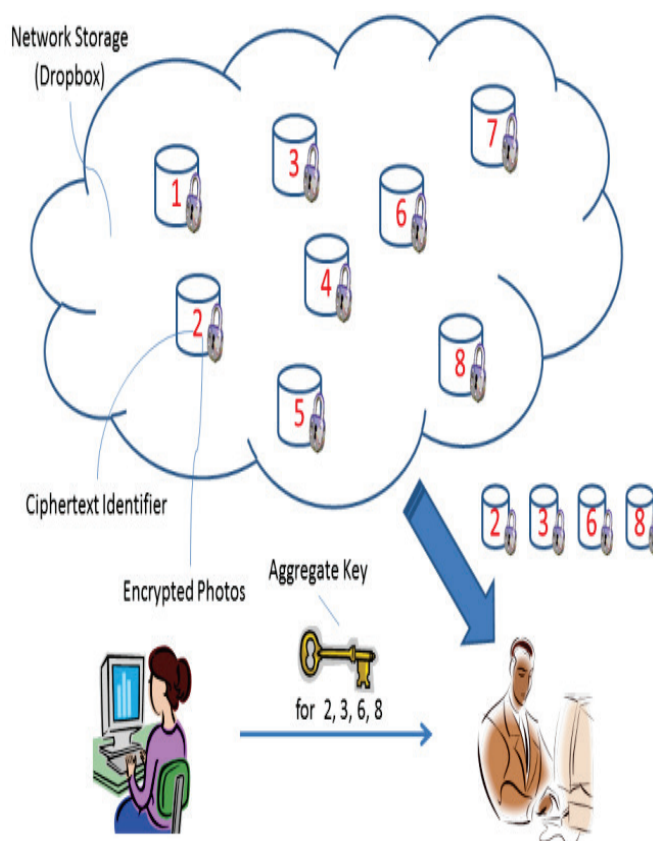 Network Storage
(Dropbox)
7
3
1
6
4
2
8
5
Ciphertext Identifier
2 3 6 8
Aggregate Key
Encrypted Photos
for 2, 3, 6, 8